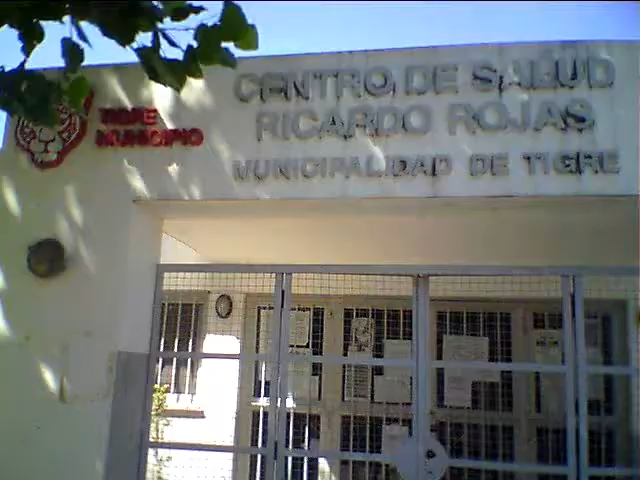 TIGRE
MUNICIPIO
CENTRO DE SALUD
RICARDO ROJAS
MUNICIPALIDAD DE TIGRE